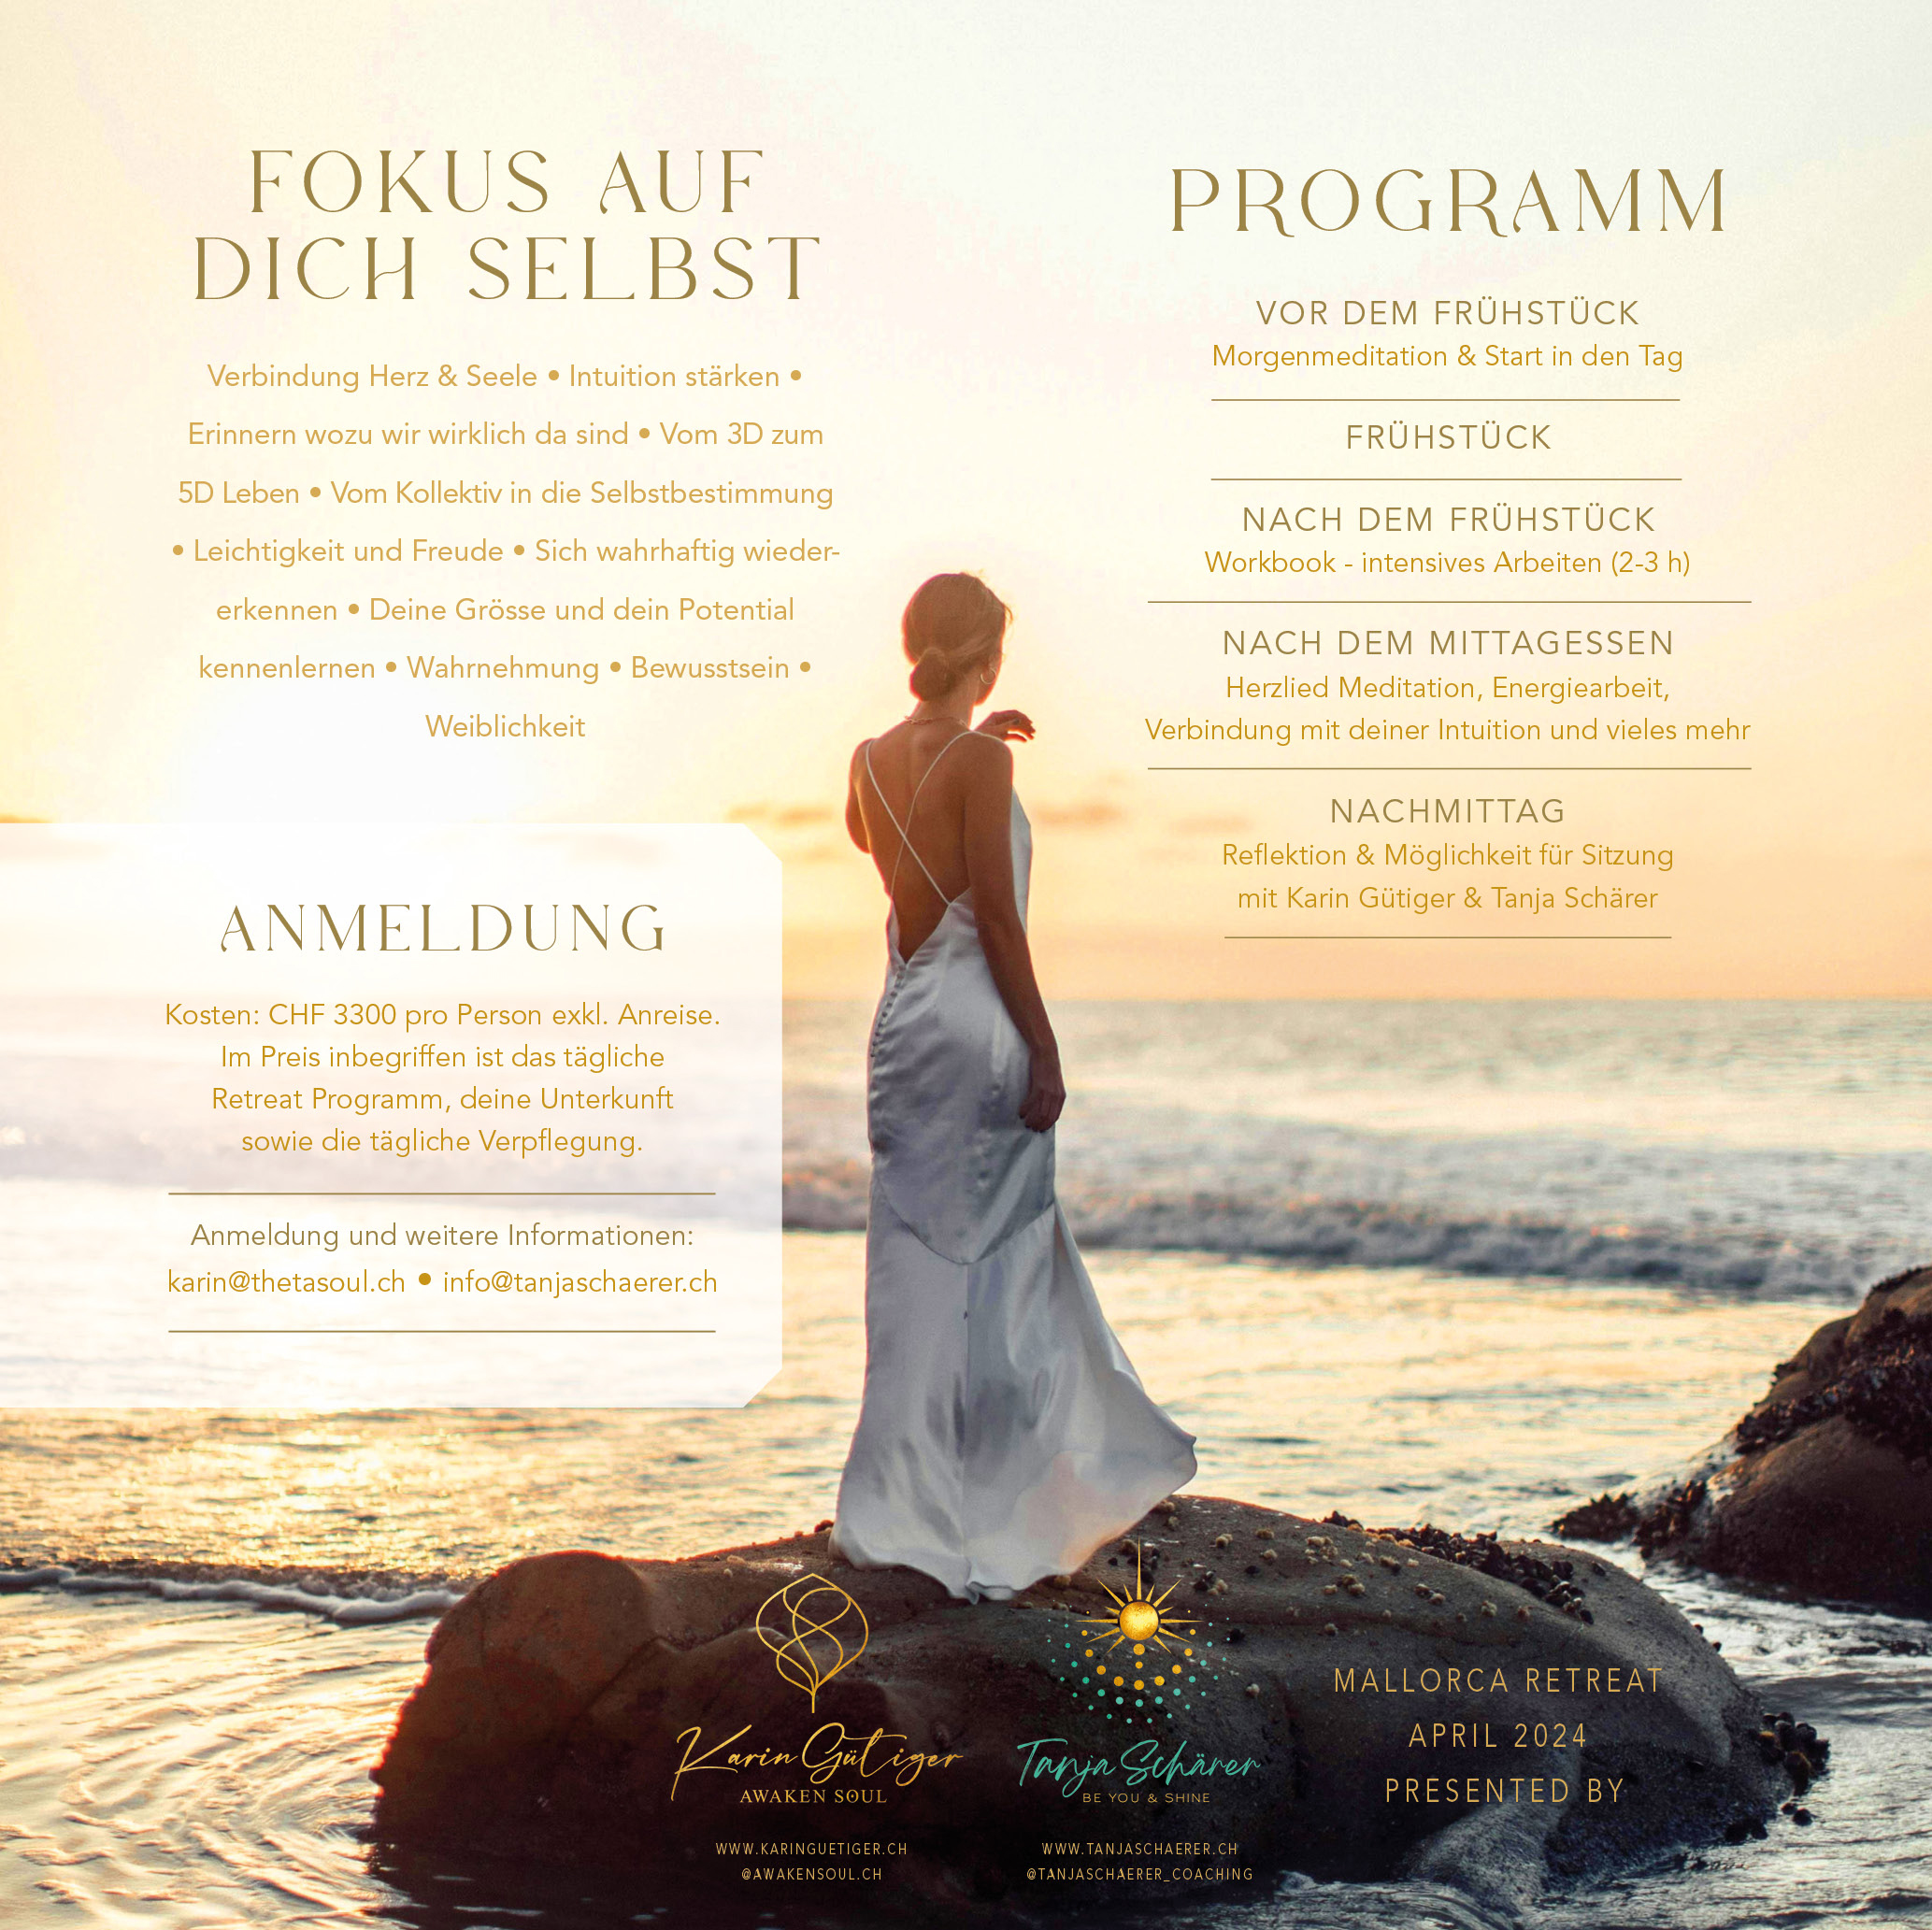 FOKUS AUF
DICH SELBST
Verbindung Herz & Seele • Intuition stärken •
Erinnern wozu wir wirklich da sind • Vom 3D zum
5D Leben • Vom Kollektiv in die Selbstbestimmung
• Leichtigkeit und Freude • Sich wahrhaftig wieder-
erkennen • Deine Grösse und dein Potential
kennenlernen • Wahrnehmung • Bewusstsein •
Weiblichkeit
ANMELDUNG
Kosten: CHF 3300 pro Person exkl. Anreise.
Im Preis inbegriffen ist das tägliche
Retreat Programm, deine Unterkunft
sowie die tägliche Verpflegung.
Anmeldung und weitere Informationen:
karin@thetasoul.ch • info@tanjaschaerer.ch
PROGRAMM
VOR DEM FRÜHSTÜCK
Morgenmeditation & Start in den Tag
FRÜHSTÜCK
NACH DEM FRÜHSTÜCK
Workbook - intensives Arbeiten (2-3 h)
NACH DEM MITTAGESSEN
Herzlied Meditation, Energiearbeit,
Verbindung mit deiner Intuition und vieles mehr
NACHMITTAG
Reflektion & Möglichkeit für Sitzung
mit Karin Gütiger & Tanja Schärer
Karin Gütiger
AWAKEN SOUL
WWW.KARINGUETIGER.CH
@AWAKENSOUL.CH
Tanja Schärer
BE YOU & SHINE
WWW.TANJASCHAERER.CH
@TANJASCHAERER_COACHING
MALLORCA RETREAT
APRIL 2024
PRESENTED BY